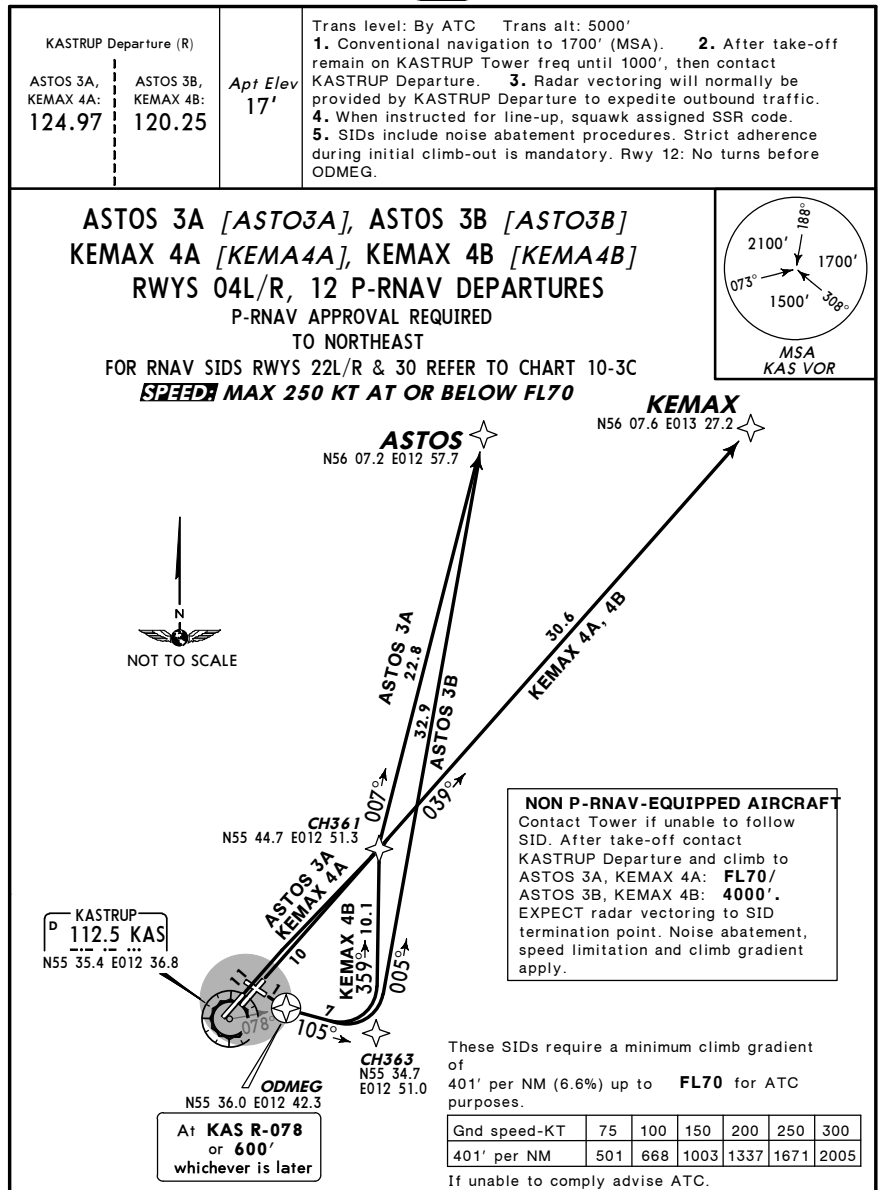 KASTRUP Departure (R)
ASTOS 3A,
KEMAX 4A:
124.97
ASTOS 3B,
KEMAX 4B:
120.25
Apt Elev
17'
Trans level: By ATC Trans alt: 5000'
1. Conventional navigation to 1700' (MSA). 2. After take-off
remain on KASTRUP Tower freq until 1000', then contact
KASTRUP Departure. 3. Radar vectoring will normally be
provided by KASTRUP Departure to expedite outbound traffic.
4. When instructed for line-up, squawk assigned SSR code.
5. SIDs include noise abatement procedures. Strict adherence
during initial climb-out is mandatory. Rwy 12: No turns before
ODMEG.
ASTOS 3A [ASTO3A], ASTOS 3B [ASTO3B]
KEMAX 4A [KEMA4A], KEMAX 4B [KEMA4B]
RWYS 04L/R, 12 P-RNAV DEPARTURES
P-RNAV APPROVAL REQUIRED
TO NORTHEAST
FOR RNAV SIDS RWYS 22L/R & 30 REFER TO CHART 10-3C
SPEED: MAX 250 KT AT OR BELOW FL70
188°
2100'
1700'
073°
1500'
308°
MSA
KAS VOR
KEMAX
N56 07.6 E013 27.2
ASTOS
N56 07.2 E012 57.7
N
NOT TO SCALE
ASTOS 3A
22.8
32.9
ASTOS 3B
30.6
KEMAX 4A, 4B
007°
039°
CH361
N55 44.7 E012 51.3
ASTOS 3A
KEMAX 4A
10
KEMAX 4B
359° 10.1
005°
NON P-RNAV-EQUIPPED AIRCRAFT
Contact Tower if unable to follow
SID. After take-off contact
KASTRUP Departure and climb to
ASTOS 3A, KEMAX 4A: FL70/
ASTOS 3B, KEMAX 4B: 4000'.
EXPECT radar vectoring to SID
termination point. Noise abatement,
speed limitation and climb gradient
apply.
KASTRUP
D 112.5 KAS
N55 35.4 E012 36.8
11
1
078°
7
105°
CH363
N55 34.7
E012 51.0
ODMEG
N55 36.0 E012 42.3
At KAS R-078
or 600'
whichever is later
These SIDs require a minimum climb gradient
of
401' per NM (6.6%) up to FL70 for ATC
purposes.
Gnd speed-KT 75 100 150 200 250 300
401' per NM 501 668 1003 1337 1671 2005
If unable to comply advise ATC.